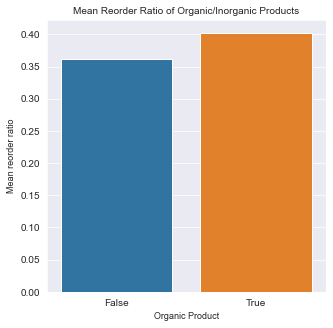 Mean Reorder Ratio of Organic/Inorganic Products
0.40
0.35
0.30
0.25
0.20
0.15
0.10
0.05
0.00
Mean reorder ratio
False True
Organic Product